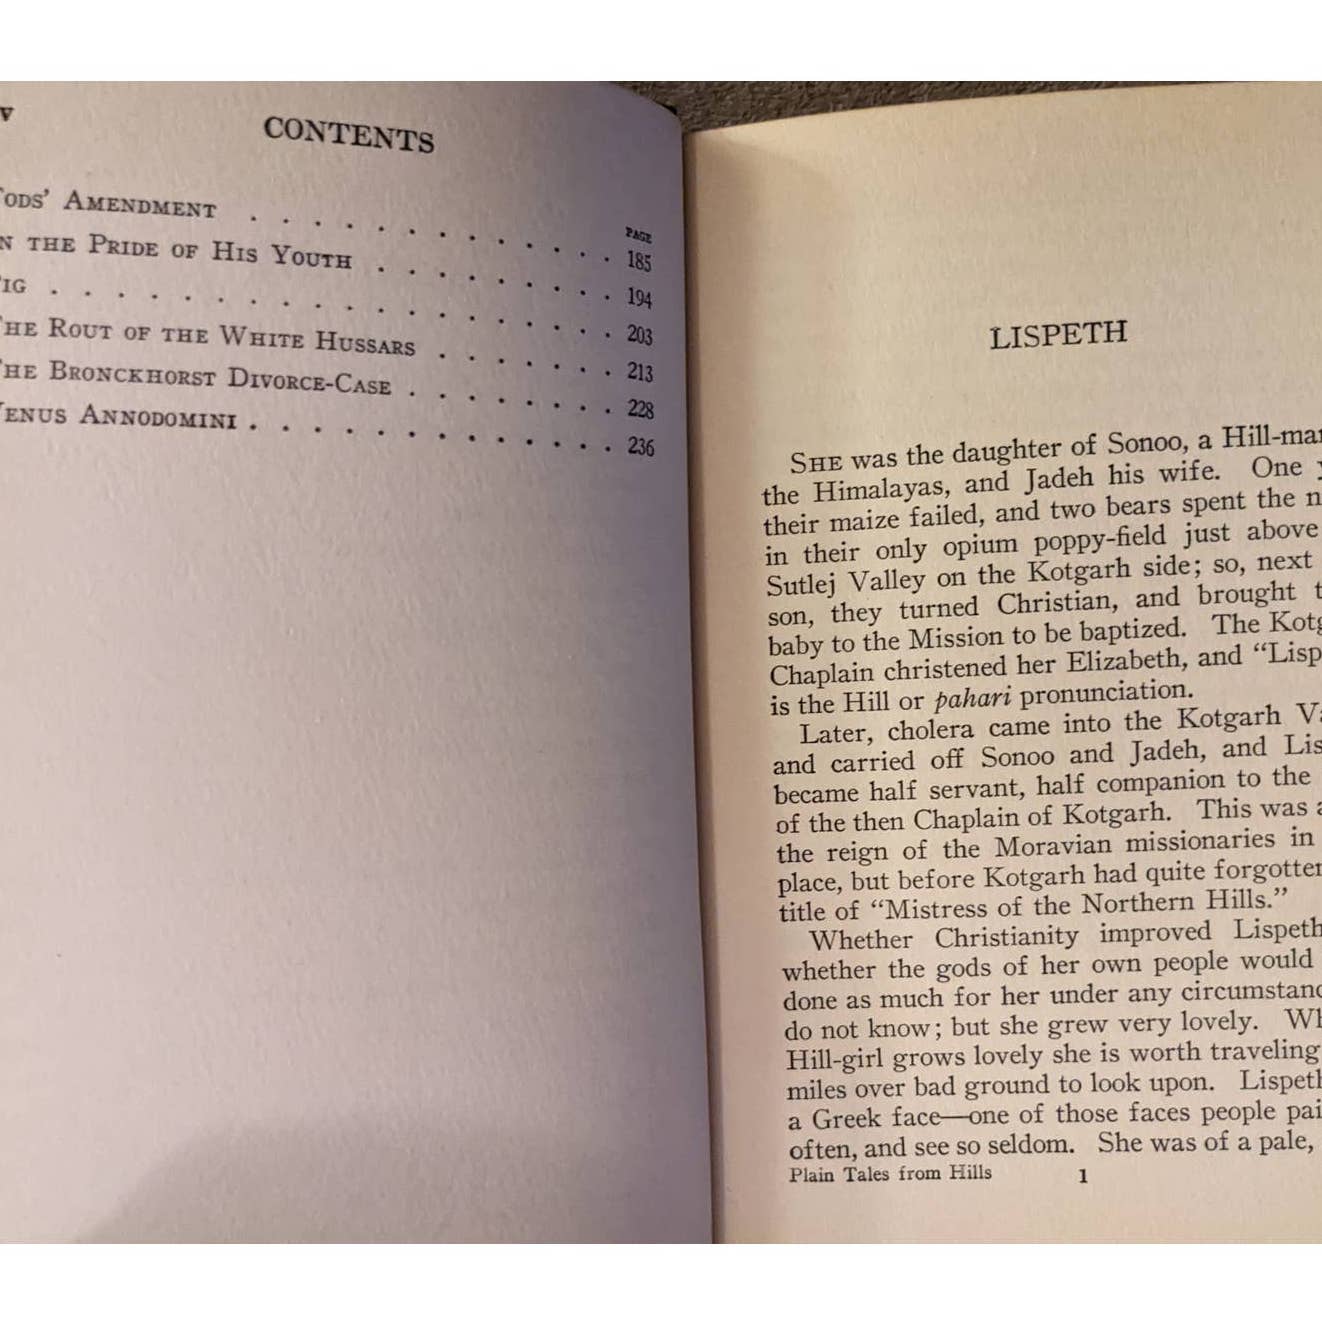 v
CONTENTS
PAGE
ods' Amendment . . . . . . . . . . . . 185
n the Pride of His Youth . . . . . . . . 194
ig . . . . . . . . . . . . . . . . . . 203
he Rout of the White Hussars . . . . . . 213
he Bronckhorst Divorce-Case . . . . . . . 228
enus Annodomini . . . . . . . . . . . . 236
LISPETH
She was the daughter of Sonoo, a Hill-man
the Himalayas, and Jadeh his wife. One
their maize failed, and two bears spent the
in their only opium poppy-field just above
Sutlej Valley on the Kotgarh side; so, next
son, they turned Christian, and brought
baby to the Mission to be baptized. The Kotg
Chaplain christened her Elizabeth, and "Lisp
is the Hill or pahari pronunciation.
Later, cholera came into the Kotgarh Va
and carried off Sonoo and Jadeh, and Lis
became half servant, half companion to the
of the then Chaplain of Kotgarh. This was
the reign of the Moravian missionaries in
place, but before Kotgarh had quite forgotten
title of "Mistress of the Northern Hills."
Whether Christianity improved Lispeth
whether the gods of her own people would
done as much for her under any circumstanc
do not know; but she grew very lovely. Wh
Hill-girl grows lovely she is worth traveling
miles over bad ground to look upon. Lispeth
a Greek face—one of those faces people pai
often, and see so seldom. She was of a pale,
Plain Tales from Hills 1